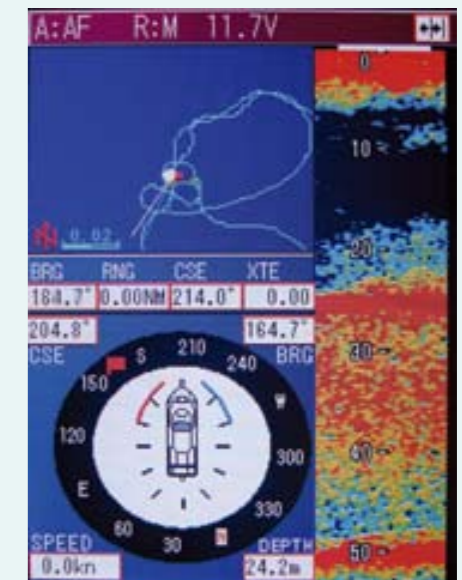 A:AF R:M 11.7V
0
10
20
30
40
50
0.02
BRG RNG CSE XTE
184.7° 0.00NM 214.0° 0.00
204.8° 164.7°
CSE BRG
S 210 240 W 300 330 N 30 60 E 120 150
SPEED DEPTH
0.0kn 24.2m